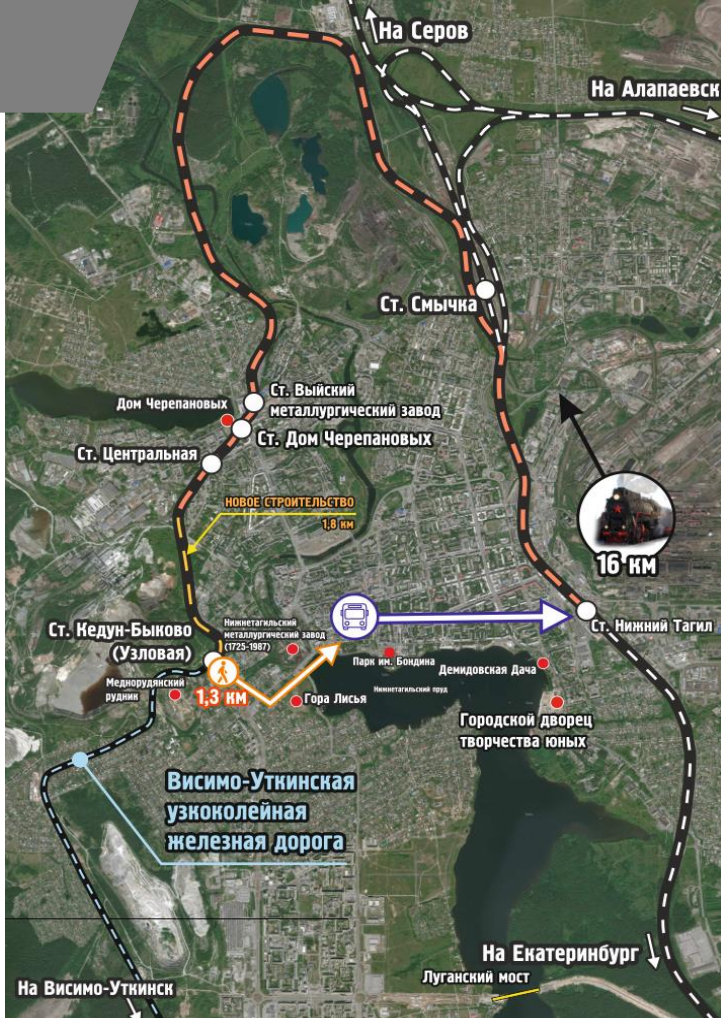 На Серов
На Алапаевск
Ст. Смычка
Дом Черепановых
Ст. Выйский
металлургический завод
Ст. Дом Черепановых
Ст. Центральная
НОВОЕ СТРОИТЕЛЬСТВО
1,8 км
16 км
Ст. Кедун-Быково
(Узловая)
Нижнетагильский
металлургический завод
(1725-1987)
Ст. Нижний Тагил
Парк им. Бондина
Демидовская Дача
Меднорудянский
рудник
1,3 км
Гора Лисья
Нижнетагильский пруд
Городской дворец
творчества юных
Висимо-Уткинская
узкоколейная
железная дорога
На Екатеринбург
Луганский мост
На Висимо-Уткинск